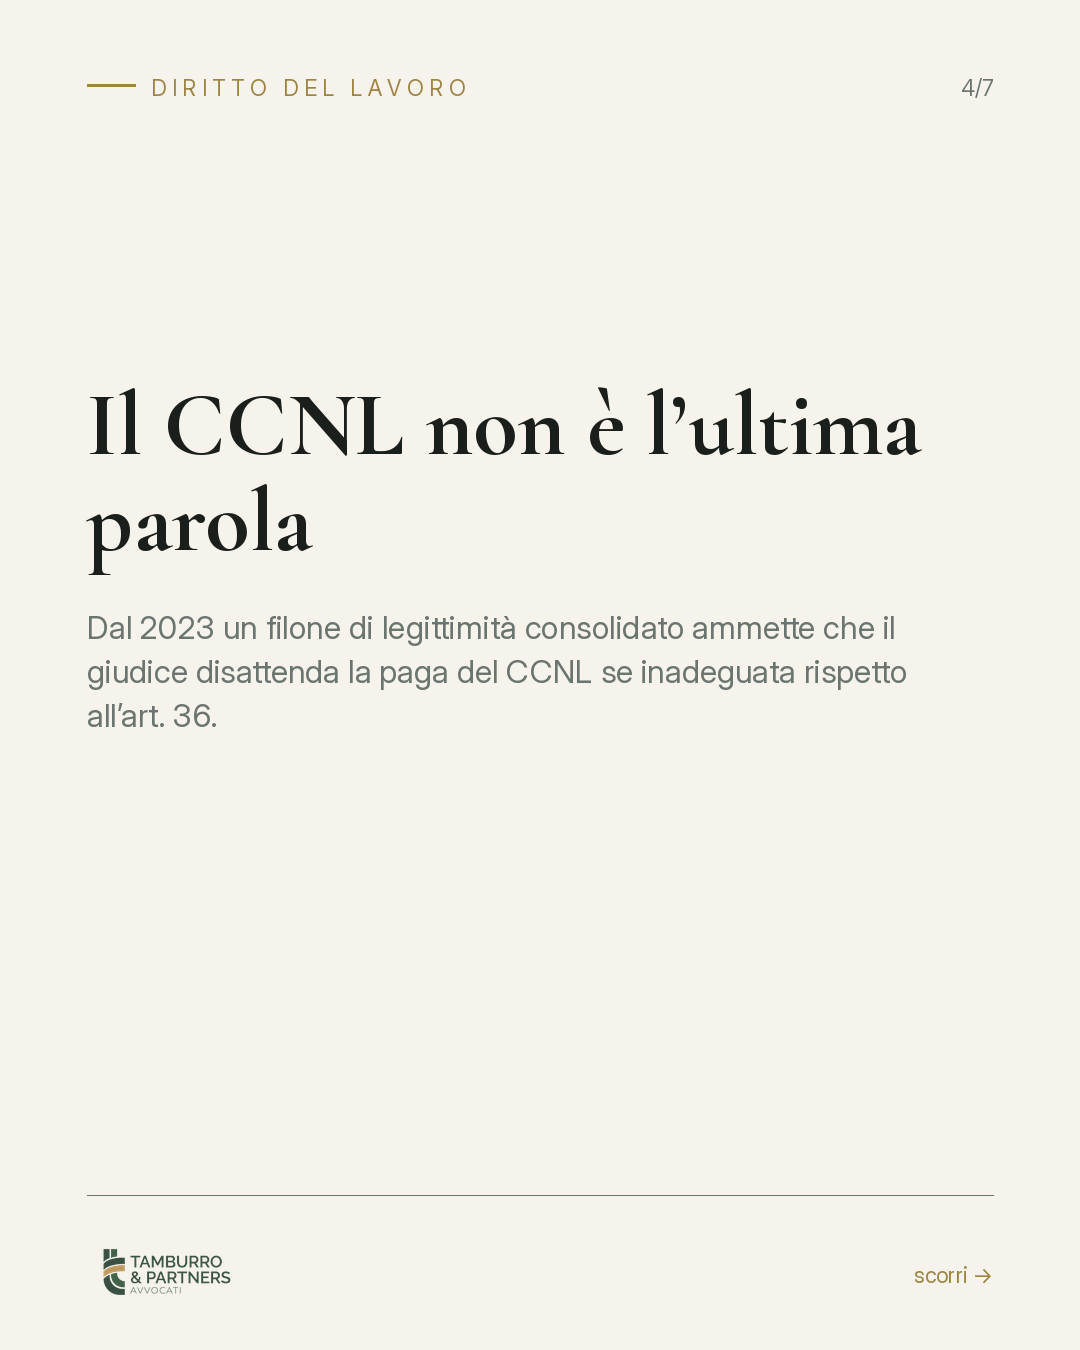 DIRITTO DEL LAVORO
4/7
Il CCNL non è l’ultima
parola
Dal 2023 un filone di legittimità consolidato ammette che il
giudice disattenda la paga del CCNL se inadeguata rispetto
all’art. 36.
TAMBURRO
& PARTNERS
AVVOCATI
scorri →